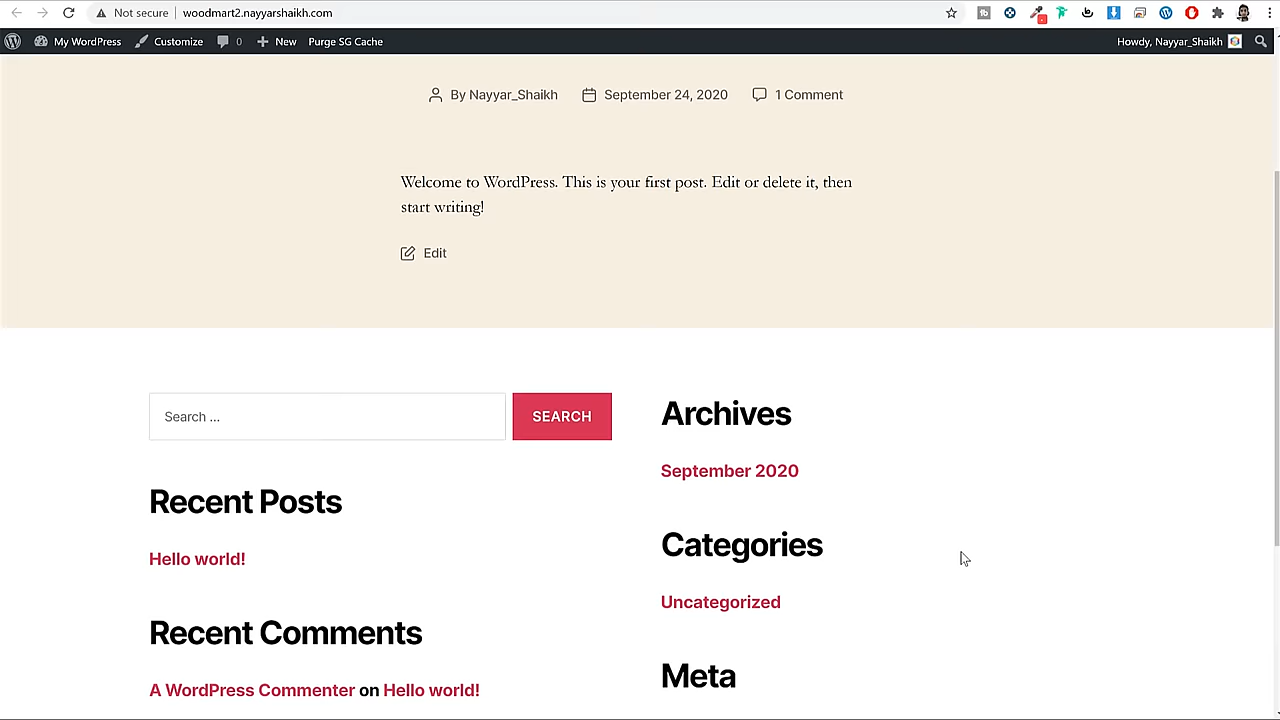 Not secure woodmart2.nayyarshaikh.com
My WordPress Customize 0 New Purge SG Cache Howdy, Nayyar_Shaikh
By Nayyar_Shaikh September 24, 2020 1 Comment
Welcome to WordPress. This is your first post. Edit or delete it, then
start writing!
Edit
Search ... SEARCH
Recent Posts
Hello world!
Recent Comments
A WordPress Commenter on Hello world!
Archives
September 2020
Categories
Uncategorized
Meta